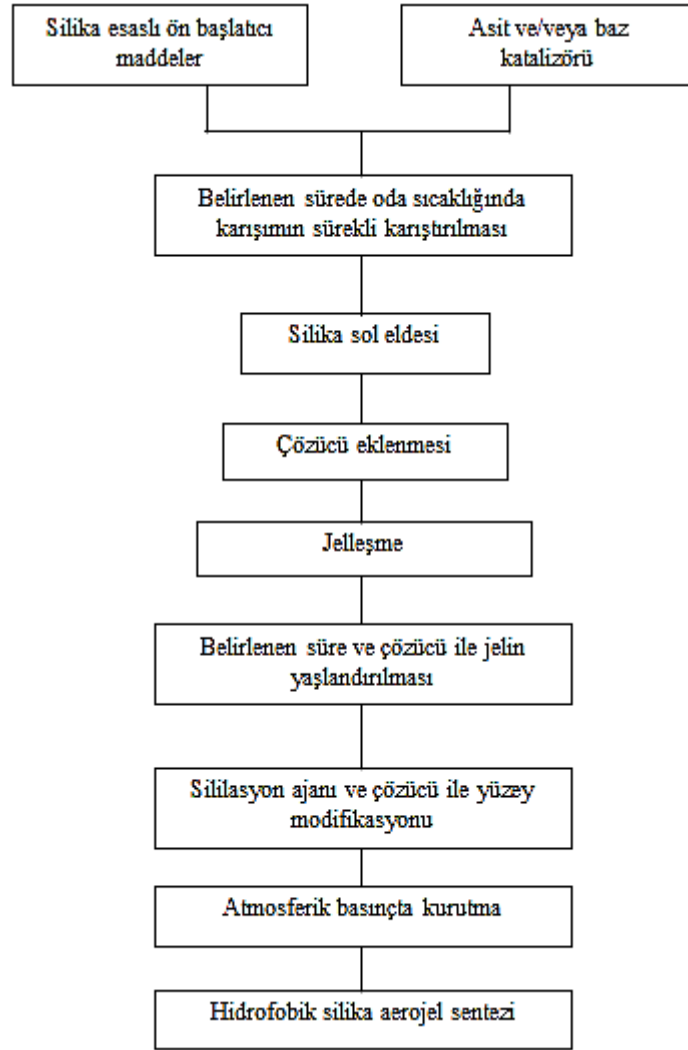 Silika esaslı ön başlatıcı
maddeler
Asit ve/veya baz
katalizörü
Belirlenen sürede oda sıcaklığında
karışımın sürekli karıştırılması
Silika sol eldesi
Çözücü eklenmesi
Jelleşme
Belirlenen süre ve çözücü ile jelin
yaşlandırılması
Sililasyon ajanı ve çözücü ile yüzey
modifikasyonu
Atmosferik basınçta kurutma
Hidrofobik silika aerojel sentezi